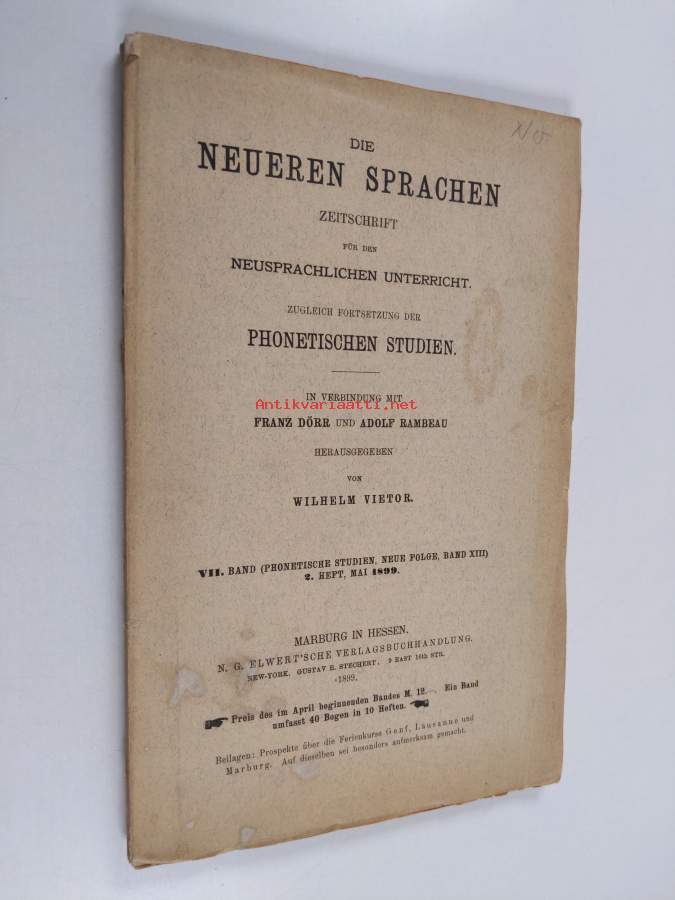 DIE
NEUEREN SPRACHEN
ZEITSCHRIFT
FÜR DEN
NEUSPRACHLICHEN UNTERRICHT.
ZUGLEICH FORTSETZUNG DER
PHONETISCHEN STUDIEN.
IN VERBINDUNG MIT
Antikvariaatti.net
FRANZ DÖRR UND ADOLF RAMBEAU
HERAUSGEGEBEN
VON
WILHELM VIETOR.
VII. BAND (PHONETISCHE STUDIEN, NEUE FOLGE, BAND XIII)
2. HEFT, MAI 1899.
MARBURG IN HESSEN.
N. G. ELWERT'SCHE VERLAGSBUCHHANDLUNG.
NEW-YORK. GUSTAV E. STECHERT. 9 EAST 16th STR.
1899.
Preis des im April beginnenden Bandes M. 12.—. Ein Band
umfasst 40 Bogen in 10 Heften.
Beilagen: Prospekte über die Ferienkurse Genf, Lausanne und
Marburg. Auf dieselben sei besonders aufmerksam gemacht.